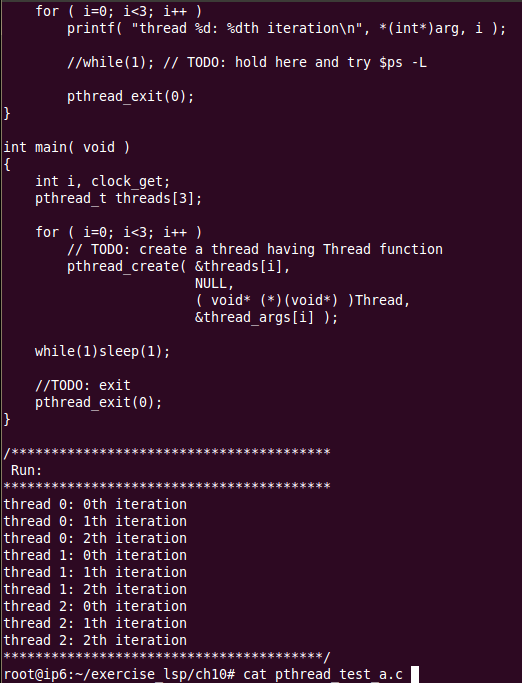 for ( i=0; i<3; i++ )
printf( "thread %d: %dth iteration\n", *(int*)arg, i );
//while(1); // TODO: hold here and try $ps -L
pthread_exit(0);
}
int main( void )
{
int i, clock_get;
pthread_t threads[3];
for ( i=0; i<3; i++ )
// TODO: create a thread having Thread function
pthread_create( &threads[i],
NULL,
( void* (*)(void*) )Thread,
&thread_args[i] );
while(1)sleep(1);
//TODO: exit
pthread_exit(0);
}
/****************************************
Run:
*****************************************
thread 0: 0th iteration
thread 0: 1th iteration
thread 0: 2th iteration
thread 1: 0th iteration
thread 1: 1th iteration
thread 1: 2th iteration
thread 2: 0th iteration
thread 2: 1th iteration
thread 2: 2th iteration
****************************************/
root@ip6:~/exercise_lsp/ch10# cat pthread_test_a.c